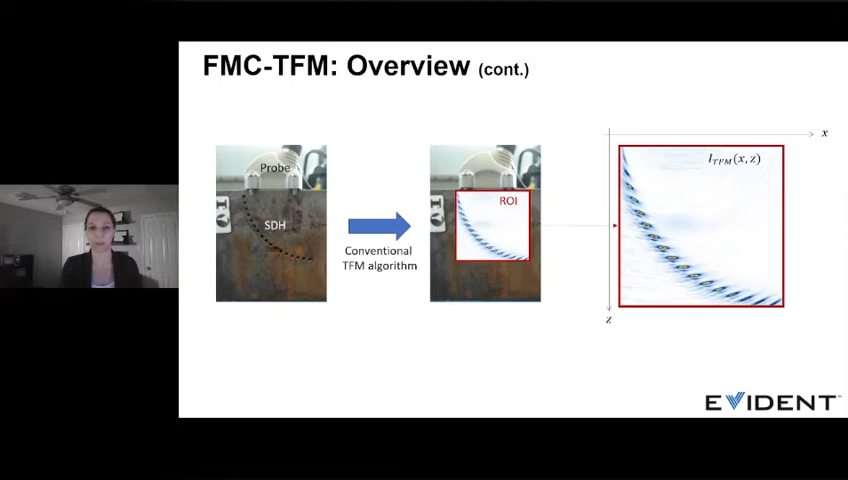 FMC-TFM: Overview (cont.)
Probe
SDH
Conventional
TFM algorithm
ROI
x
I_TFM(x, z)
z
EVIDENT